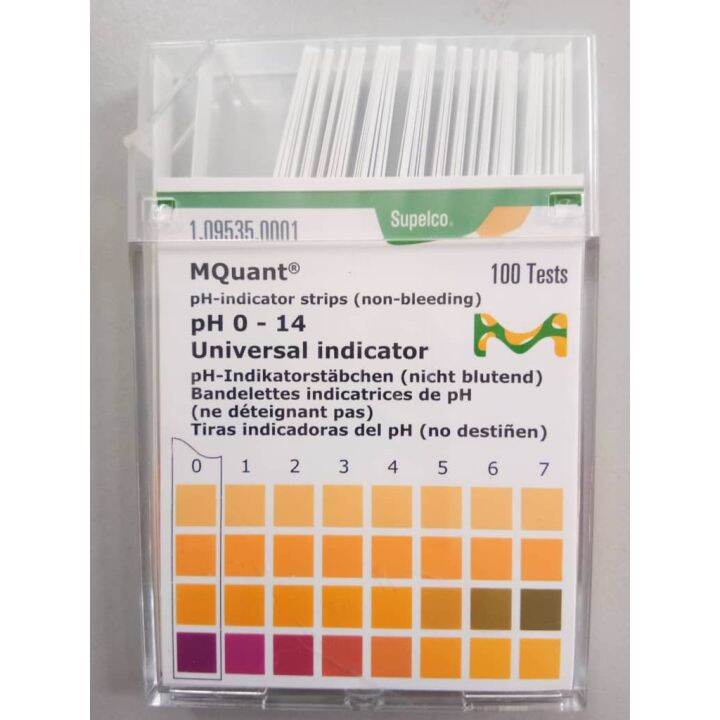 Supelco®
1.09535.0001
MQuant®
100 Tests
pH-indicator strips (non-bleeding)
pH 0 - 14
Universal indicator
pH-Indikatorstäbchen (nicht blutend)
Bandelettes indicatrices de pH
(ne déteignant pas)
Tiras indicadoras del pH (no destiñen)
0 1 2 3 4 5 6 7